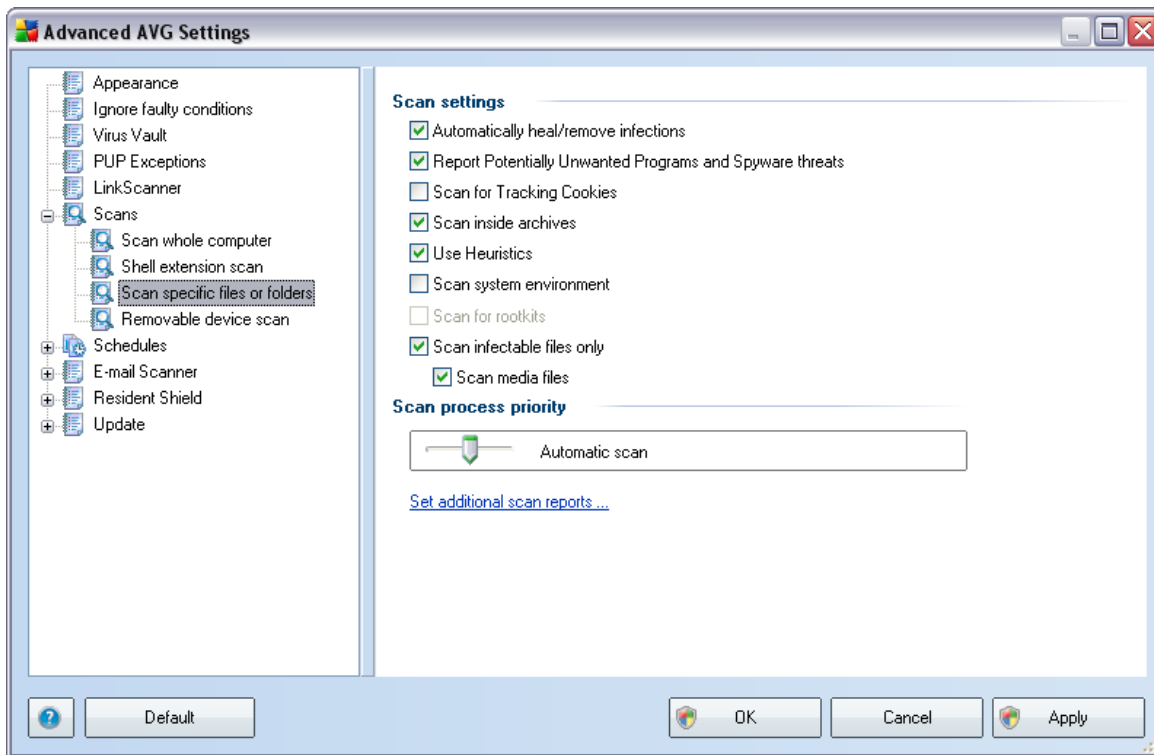 Advanced AVG Settings
Appearance
Ignore faulty conditions
Virus Vault
PUP Exceptions
LinkScanner
Scans
Scan whole computer
Shell extension scan
Scan specific files or folders
Removable device scan
Schedules
E-mail Scanner
Resident Shield
Update
Scan settings
Automatically heal/remove infections
Report Potentially Unwanted Programs and Spyware threats
Scan for Tracking Cookies
Scan inside archives
Use Heuristics
Scan system environment
Scan for rootkits
Scan infectable files only
Scan media files
Scan process priority
Automatic scan
Set additional scan reports ...
Default
OK
Cancel
Apply